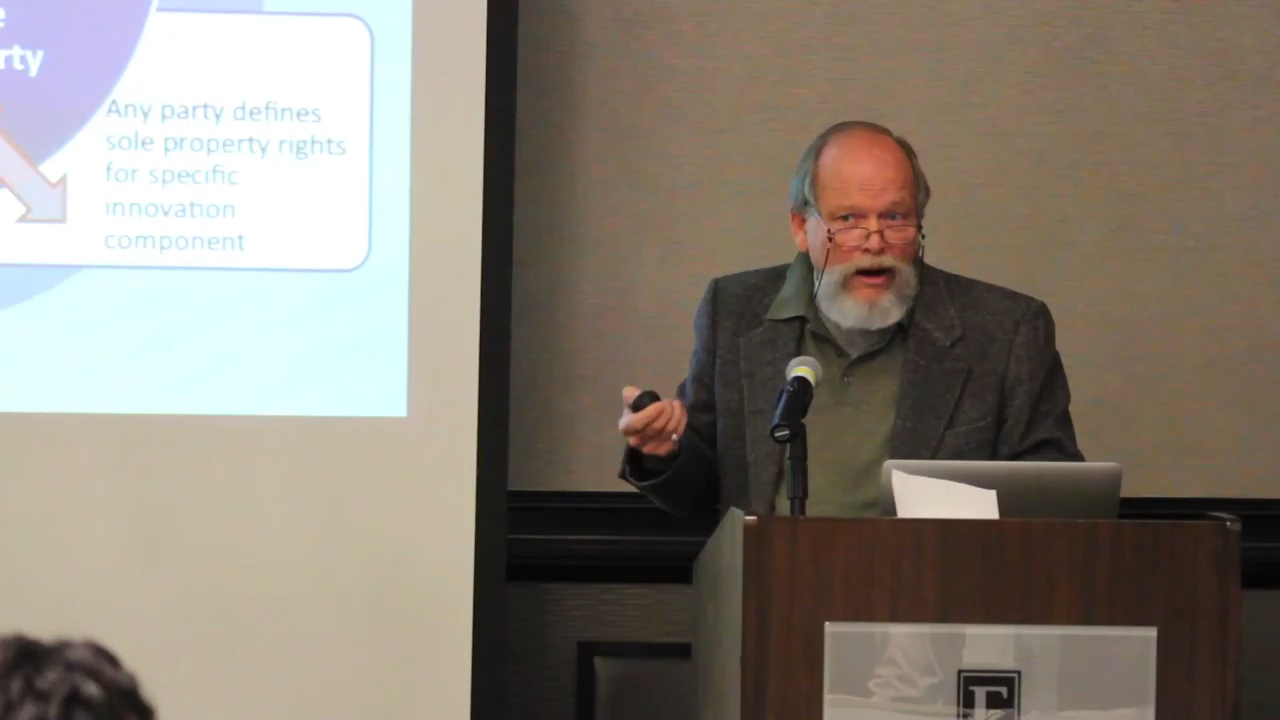 e
rty
Any party defines
sole property rights
for specific
innovation
component
E